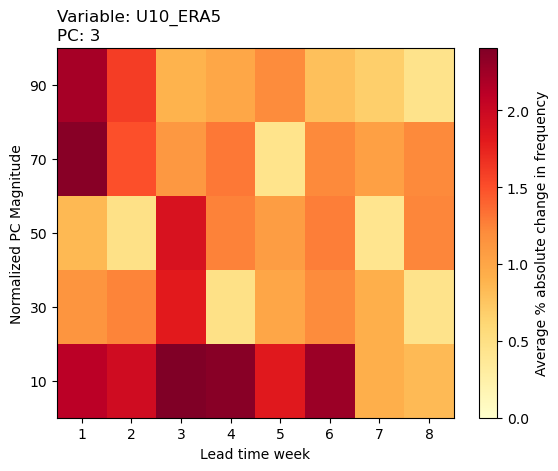 Variable: U10_ERA5
PC: 3
Normalized PC Magnitude
90
70
50
30
10
1 2 3 4 5 6 7 8
Lead time week
2.0
1.5
1.0
0.5
0.0
Average % absolute change in frequency